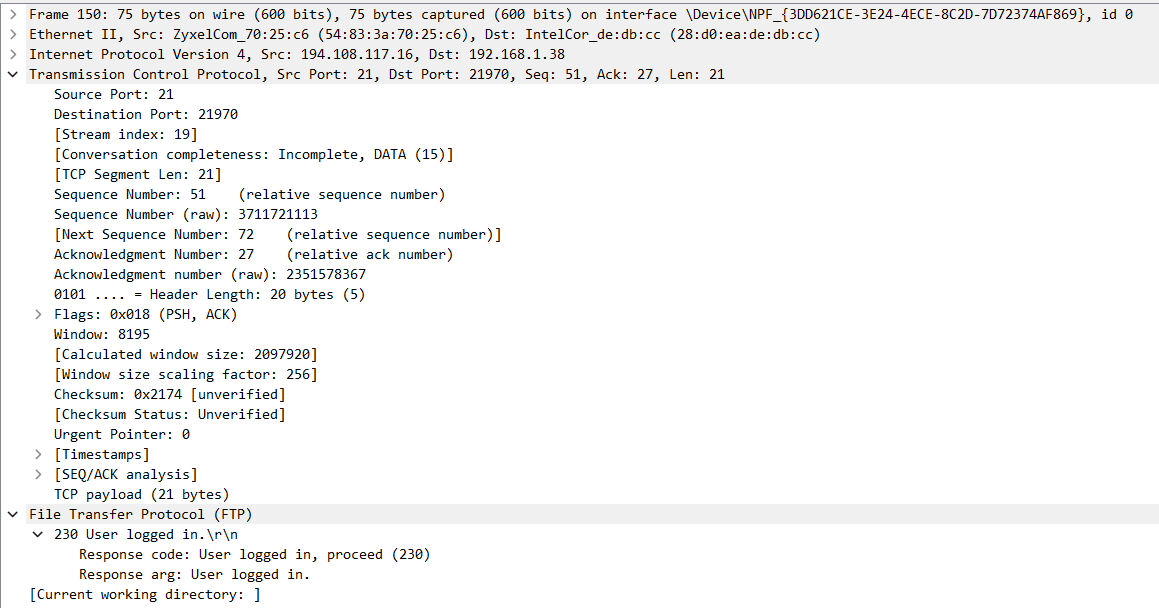 Frame 150: 75 bytes on wire (600 bits), 75 bytes captured (600 bits) on interface \Device\NPF_{3DD621CE-3E24-4ECE-8C2D-7D72374AF869}, id 0
Ethernet II, Src: ZyxelCom_70:25:c6 (54:83:3a:70:25:c6), Dst: IntelCor_de:db:cc (28:d0:ea:de:db:cc)
Internet Protocol Version 4, Src: 194.108.117.16, Dst: 192.168.1.38
Transmission Control Protocol, Src Port: 21, Dst Port: 21970, Seq: 51, Ack: 27, Len: 21
Source Port: 21
Destination Port: 21970
[Stream index: 19]
[Conversation completeness: Incomplete, DATA (15)]
[TCP Segment Len: 21]
Sequence Number: 51    (relative sequence number)
Sequence Number (raw): 3711721113
[Next Sequence Number: 72    (relative sequence number)]
Acknowledgment Number: 27    (relative ack number)
Acknowledgment number (raw): 2351578367
0101 .... = Header Length: 20 bytes (5)
Flags: 0x018 (PSH, ACK)
Window: 8195
[Calculated window size: 2097920]
[Window size scaling factor: 256]
Checksum: 0x2174 [unverified]
[Checksum Status: Unverified]
Urgent Pointer: 0
[Timestamps]
[SEQ/ACK analysis]
TCP payload (21 bytes)
File Transfer Protocol (FTP)
230 User logged in.\r\n
Response code: User logged in, proceed (230)
Response arg: User logged in.
[Current working directory: ]